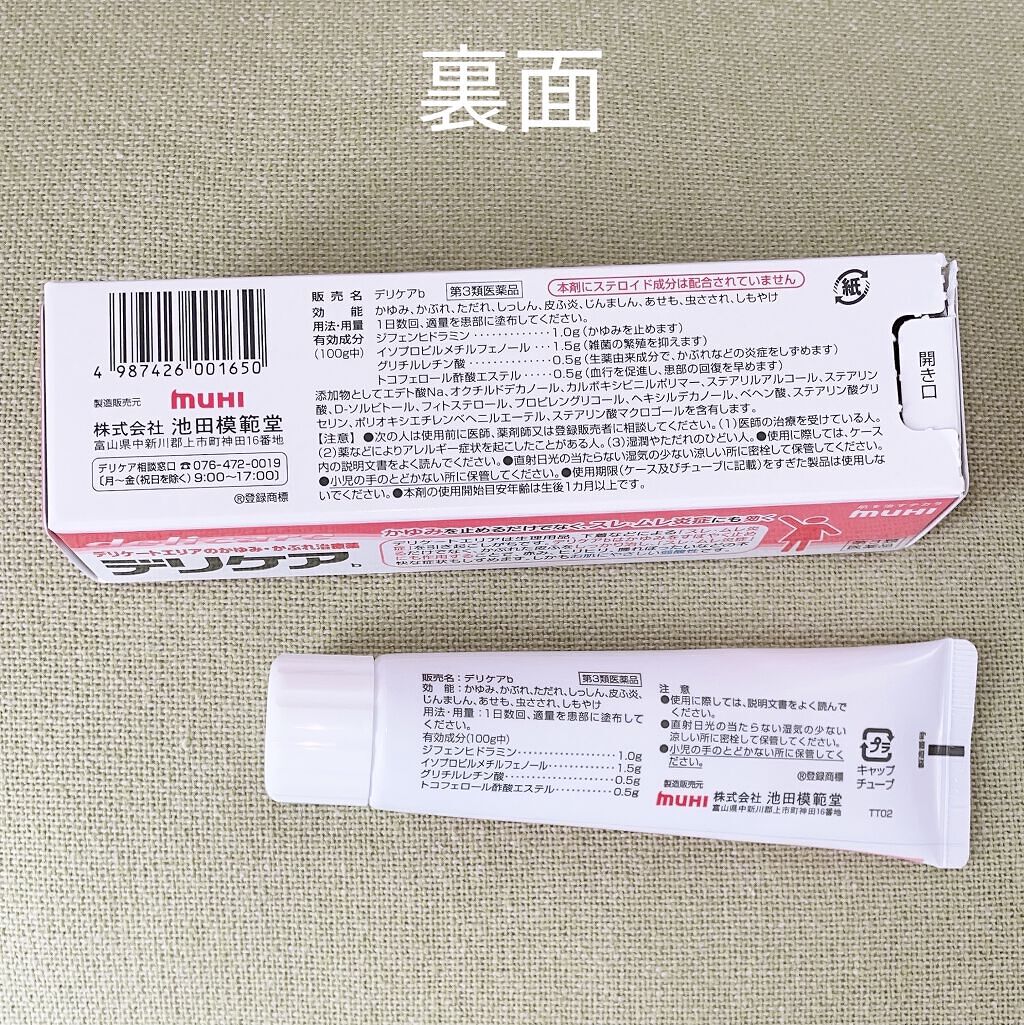 裏面
販売名 デリケアb 第3類医薬品 本剤にステロイド成分は配合されていません
効能 かゆみ、かぶれ、ただれ、しっしん、皮ふ炎、じんましん、あせも、虫さされ、しもやけ
用法・用量 1日数回、適量を患部に塗布してください。
有効成分 ジフェンヒドラミン・・・・・・・・・・・・・1.0g(かゆみを止めます)
(100g中) イソプロピルメチルフェノール・・・1.5g(雑菌の繁殖を抑えます)
グリチルレチン酸・・・・・・・・・・・・・0.5g(生薬由来成分で、かぶれなどの炎症をしずめます)
トコフェロール酢酸エステル・・・・・0.5g(血行を促進し、患部の回復を早めます)
添加物としてエデト酸Na、オクチルドデカノール、カルボキシビニルポリマー、ステアリルアルコール、ステアリン
酸、D-ソルビトール、フィトステロール、プロピレングリコール、ヘキシルデカノール、ベヘン酸、ステアリン酸グリ
セリン、ポリオキシエチレンベヘニルエーテル、ステアリン酸マクロゴールを含有します。
【注意】●次の人は使用前に医師、薬剤師又は登録販売者に相談してください。(1)医師の治療を受けている人。
(2)薬などによりアレルギー症状を起こしたことがある人。(3)湿潤やただれのひどい人。●使用に際しては、ケース
内の説明文書をよく読んでください。●直射日光の当たらない湿気の少ない涼しい所に密栓して保管してください。
●小児の手のとどかない所に保管してください。●使用期限(ケース及びチューブに記載)をすぎた製品は使用しな
いでください。●本剤の使用開始目安年齢は生後1カ月以上です。
4 987426 001650
製造販売元 MUHI
株式会社 池田模範堂
富山県中新川郡上市町神田16番地
デリケア相談窓口☎076-472-0019
〔月〜金(祝日を除く)9:00〜17:00〕
®登録商標
紙
開き口
MUHI
かゆみを止めるだけでなく、スレ・ムレ炎症にも効く
デリケートエリアのかゆみ・かぶれ治療薬
デリケアb
デリケートエリアは生理用品、下着などによって
販売名:デリケアb 第3類医薬品
効能:かゆみ、かぶれ、ただれ、しっしん、皮ふ炎、
じんましん、あせも、虫さされ、しもやけ
用法・用量:1日数回、適量を患部に塗布して
ください。
有効成分(100g中)
ジフェンヒドラミン・・・・・・・・・・・・・・・・1.0g
イソプロピルメチルフェノール・・・・・・・1.5g
グリチルレチン酸・・・・・・・・・・・・・・・・・0.5g
トコフェロール酢酸エステル・・・・・・・・・0.5g
注意
●使用に際しては、説明文書をよく読んで
ください。
●直射日光の当たらない湿気の少ない
涼しい所に密栓して保管してください。
●小児の手のとどかない所に保管してく
ださい。
®登録商標
製造販売元
MUHI 株式会社 池田模範堂
富山県中新川郡上市町神田16番地
プラ
キャップ
チューブ
TT02